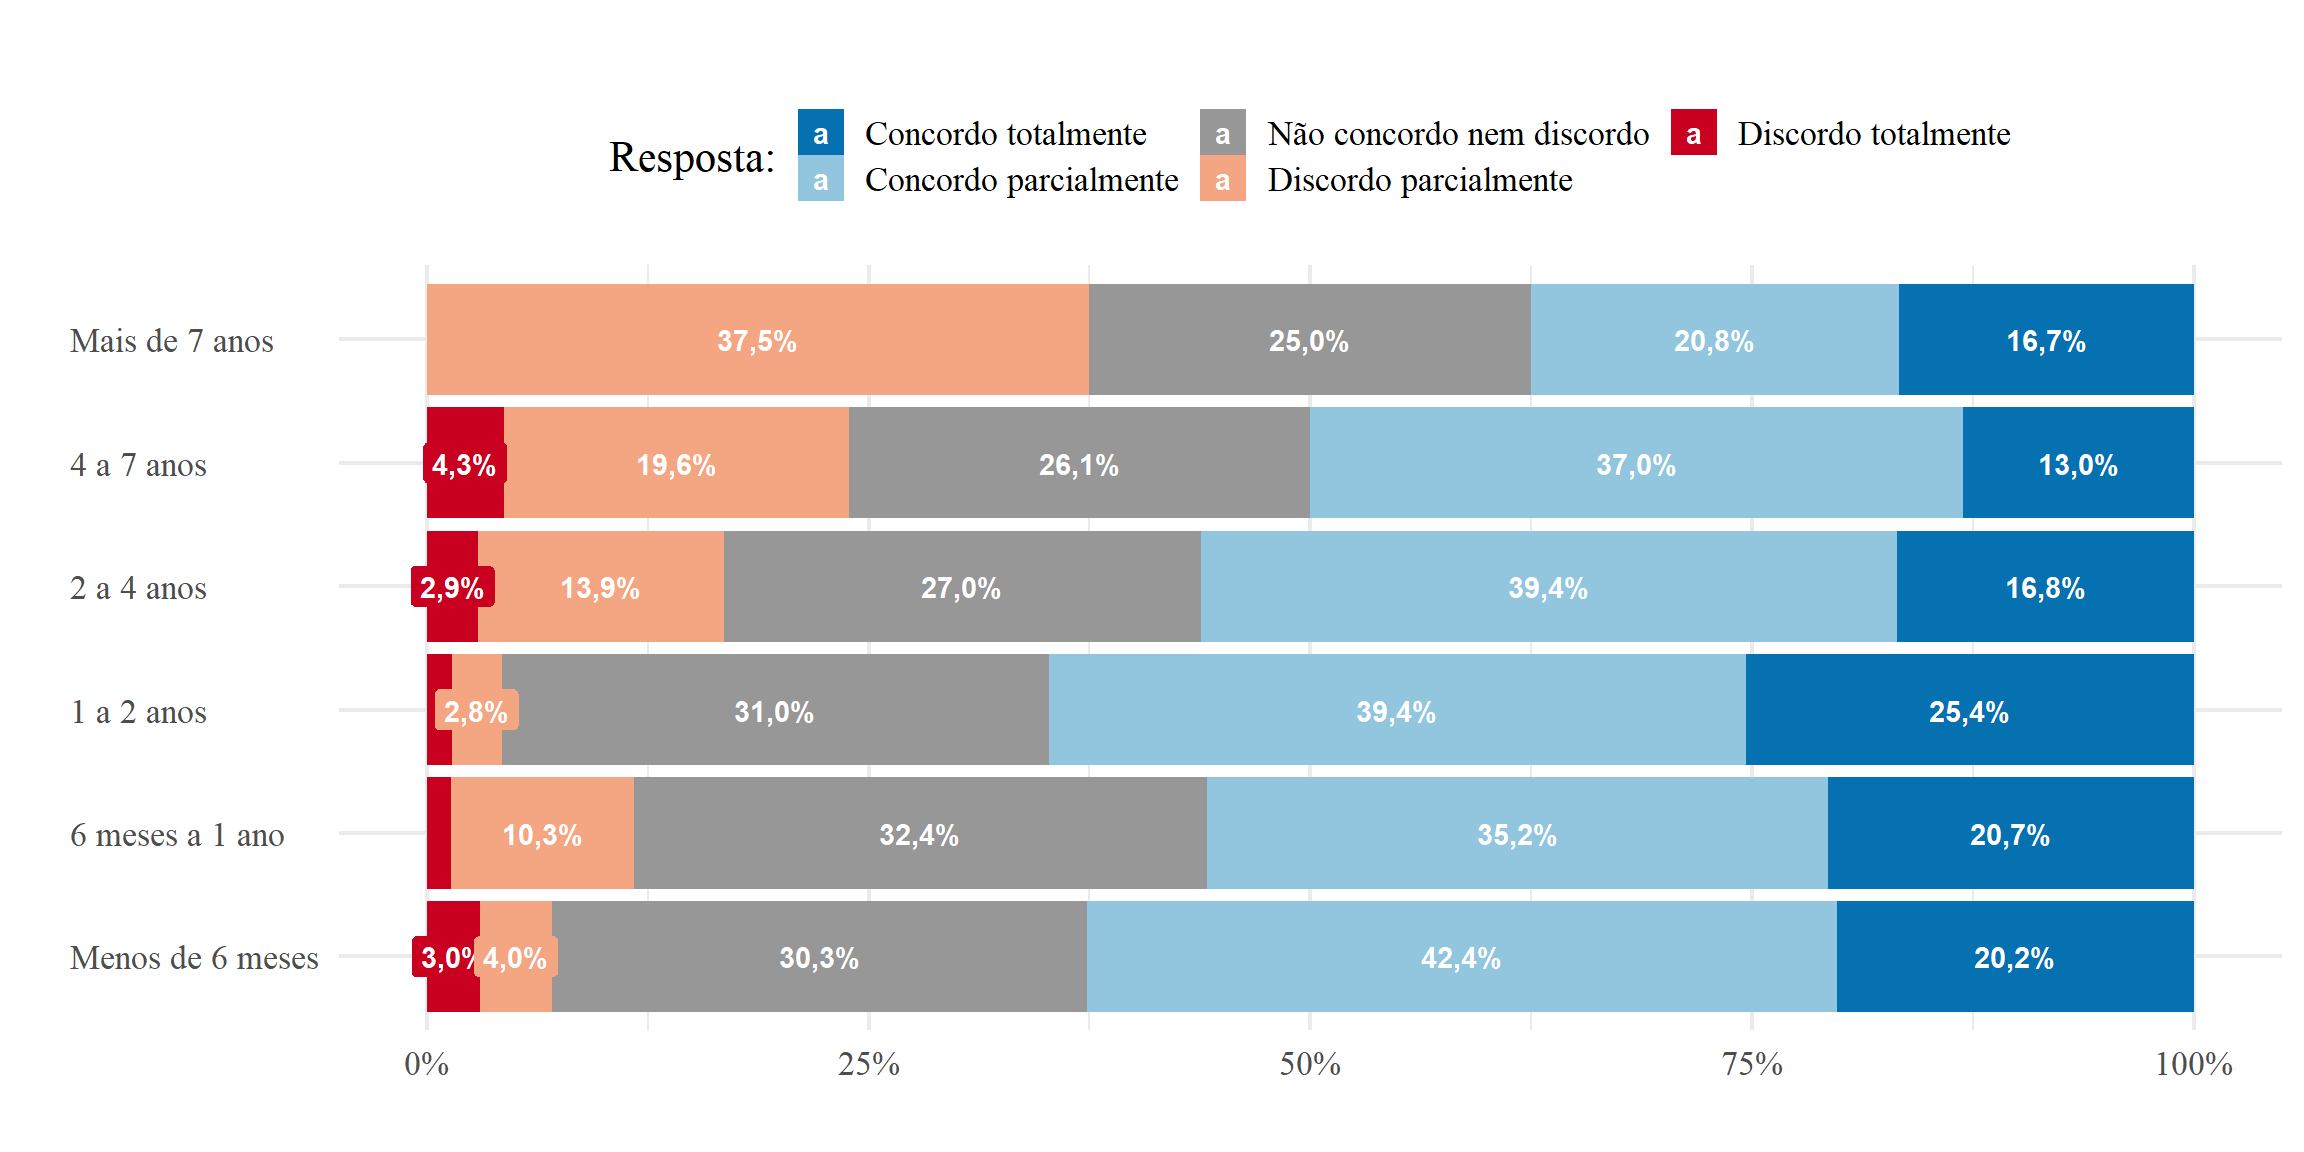 Resposta:
a Concordo totalmente a Não concordo nem discordo a Discordo totalmente
a Concordo parcialmente a Discordo parcialmente
Mais de 7 anos 37,5% 25,0% 20,8% 16,7%
4 a 7 anos 4,3% 19,6% 26,1% 37,0% 13,0%
2 a 4 anos 2,9% 13,9% 27,0% 39,4% 16,8%
1 a 2 anos 2,8% 31,0% 39,4% 25,4%
6 meses a 1 ano 10,3% 32,4% 35,2% 20,7%
Menos de 6 meses 3,0% 4,0% 30,3% 42,4% 20,2%
0% 25% 50% 75% 100%